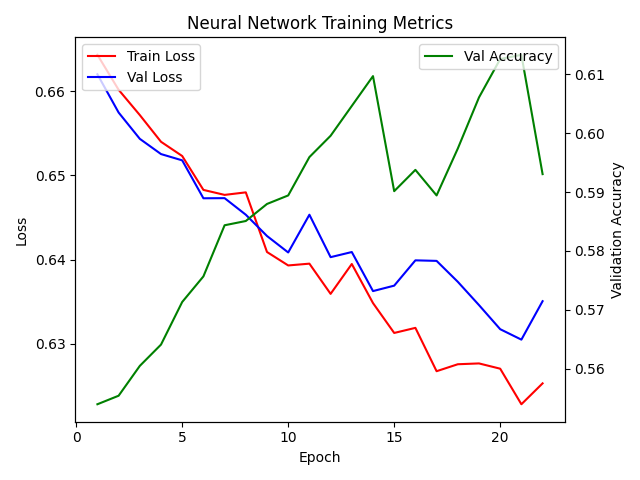 Neural Network Training Metrics
Train Loss
Val Loss
Val Accuracy
0.66
0.65
0.64
0.63
Loss
0.61
0.60
0.59
0.58
0.57
0.56
Validation Accuracy
0
5
10
15
20
Epoch